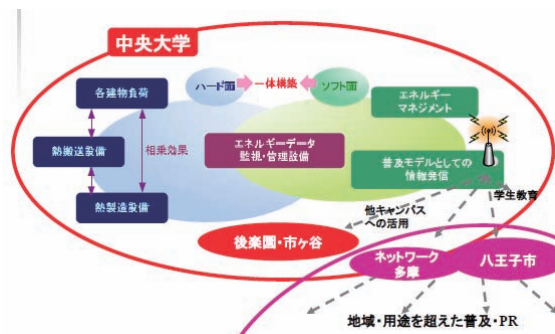 中央大学
ハード面
一体構築
ソフト面
各建物負荷
エネルギー
マネジメント
熱搬送設備
相乗効果
エネルギーデータ
監視・管理設備
普及モデルとしての
情報発信
熱製造設備
学生教育
他キャンパス
への活用
後楽園・市ヶ谷
ネットワーク
多摩
八王子市
地域・用途を超えた普及・PR